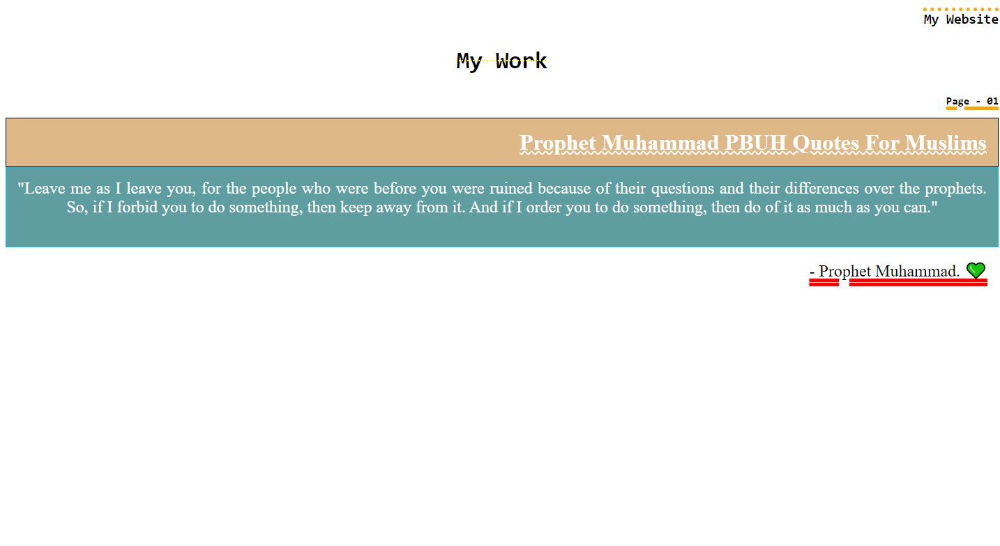 My Website
My Work
Page - 01
Prophet Muhammad PBUH Quotes For Muslims
"Leave me as I leave you, for the people who were before you were ruined because of their questions and their differences over the prophets.
So, if I forbid you to do something, then keep away from it. And if I order you to do something, then do of it as much as you can."
- Prophet Muhammad. 💚